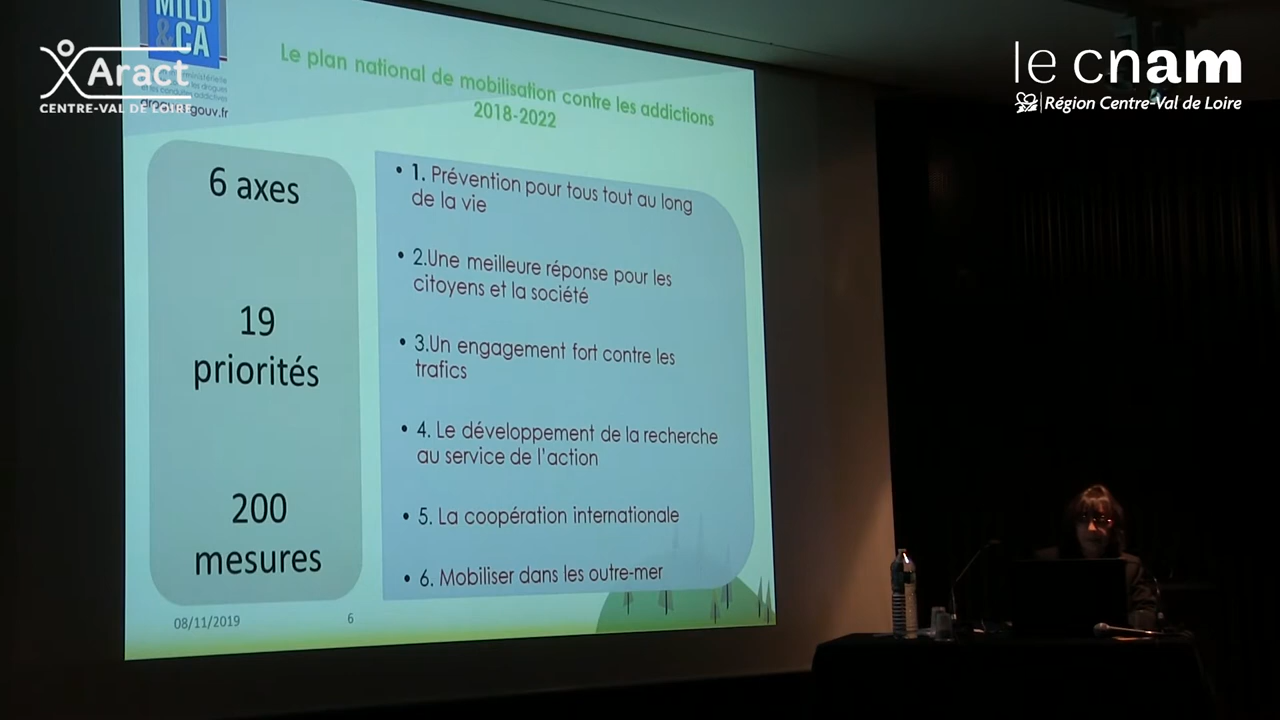 MILD
&CA
Aract
CENTRE-VAL DE LOIRE
gouv.fr
le cnam
Région Centre-Val de Loire
Le plan national de mobilisation contre les addictions
2018-2022
6 axes
19
priorités
200
mesures
• 1. Prévention pour tous tout au long
de la vie
• 2.Une meilleure réponse pour les
citoyens et la société
• 3.Un engagement fort contre les
trafics
• 4. Le développement de la recherche
au service de l'action
• 5. La coopération internationale
• 6. Mobiliser dans les outre-mer
08/11/2019
6